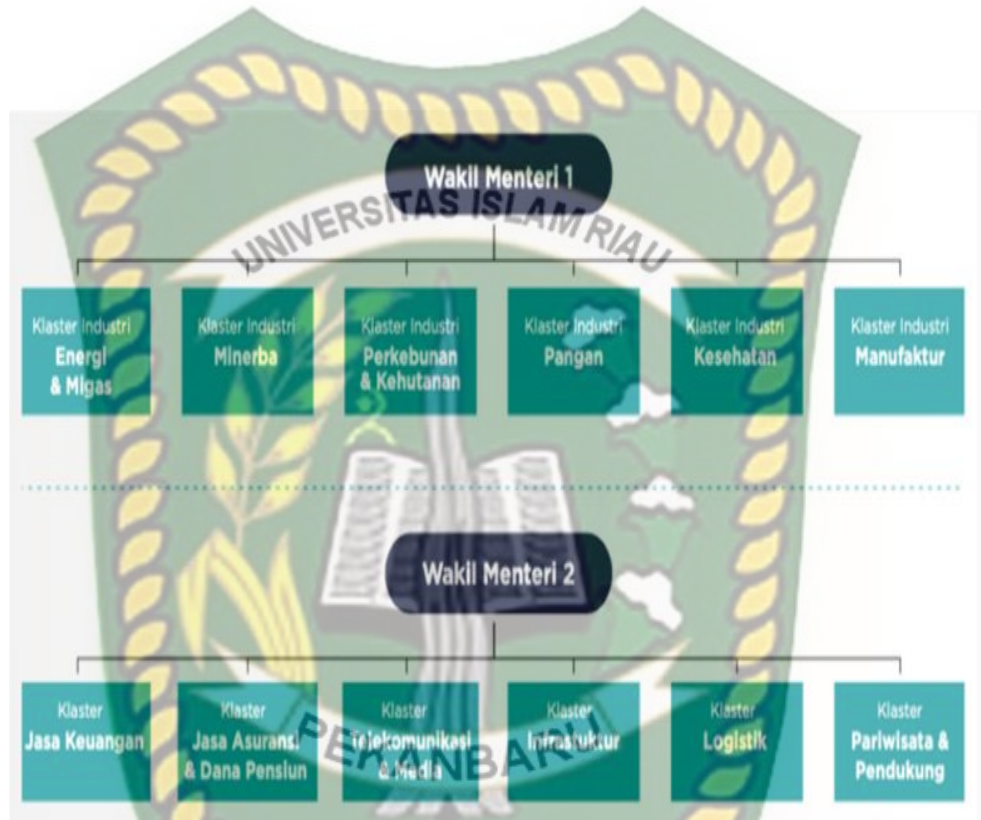 Wakil Menteri 1
UNIVERSITAS ISLAM RIAU
Klaster Industri
Energi
& Migas
Klaster Industri
Minerba
Klaster Industri
Perkebunan
& Kehutanan
Klaster Industri
Pangan
Klaster Industri
Kesehatan
Klaster Industri
Manufaktur
Wakil Menteri 2
Klaster
Jasa Keuangan
Klaster
Jasa Asuransi
& Dana Pensiun
Klaster
Telekomunikasi
& Media
Klaster
Infrastuktur
Klaster
Logistik
Klaster
Pariwisata &
Pendukung
PEKANBARU